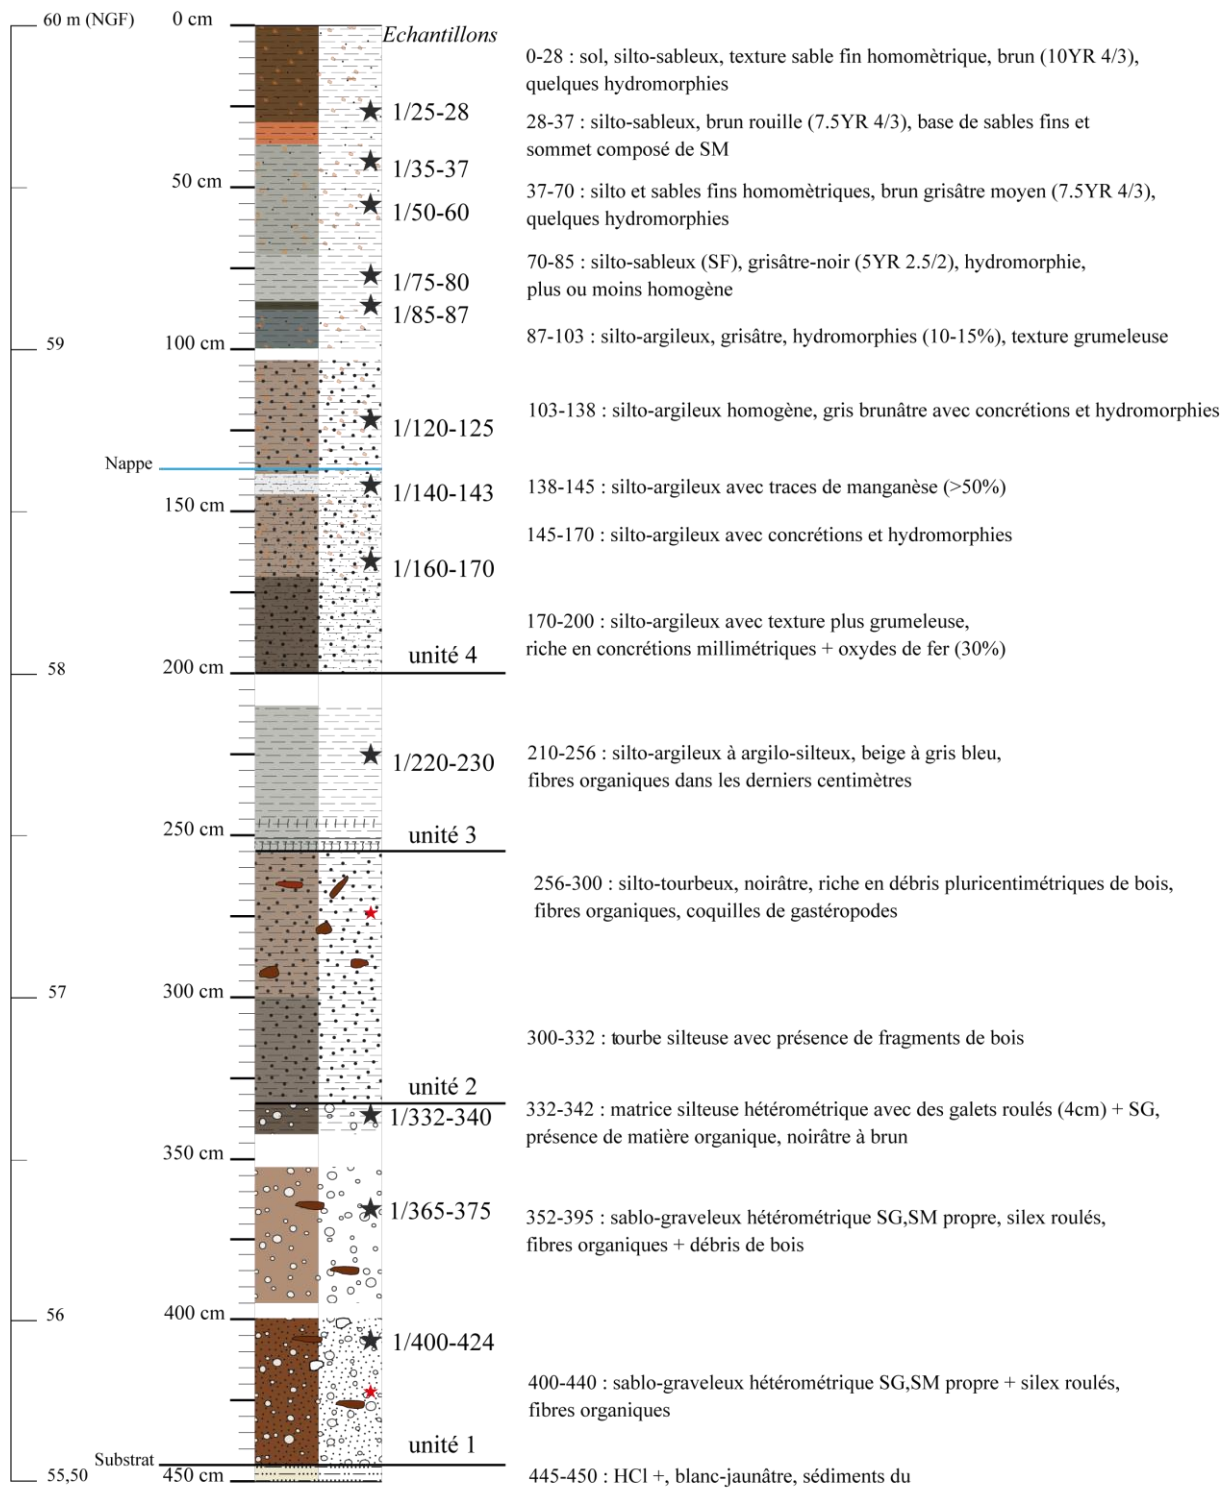 60 m (NGF)
0 cm
Echantillons
0-28 : sol, silto-sableux, texture sable fin homomètrique, brun (10YR 4/3),
quelques hydromorphies
1/25-28
28-37 : silto-sableux, brun rouille (7.5YR 4/3), base de sables fins et
sommet composé de SM
1/35-37
50 cm
37-70 : silto et sables fins homomètriques, brun grisâtre moyen (7.5YR 4/3),
quelques hydromorphies
1/50-60
70-85 : silto-sableux (SF), grisâtre-noir (5YR 2.5/2), hydromorphie,
plus ou moins homogène
1/75-80
1/85-87
87-103 : silto-argileux, grisâtre, hydromorphies (10-15%), texture grumeleuse
59
100 cm
103-138 : silto-argileux homogène, gris brunâtre avec concrétions et hydromorphies
1/120-125
Nappe
138-145 : silto-argileux avec traces de manganèse (>50%)
1/140-143
150 cm
145-170 : silto-argileux avec concrétions et hydromorphies
1/160-170
170-200 : silto-argileux avec texture plus grumeleuse,
riche en concrétions millimétriques + oxydes de fer (30%)
unité 4
58
200 cm
210-256 : silto-argileux à argilo-silteux, beige à gris bleu,
fibres organiques dans les derniers centimètres
1/220-230
250 cm
unité 3
256-300 : silto-tourbeux, noirâtre, riche en débris pluricentimétriques de bois,
fibres organiques, coquilles de gastéropodes
57
300 cm
300-332 : tourbe silteuse avec présence de fragments de bois
unité 2
332-342 : matrice silteuse hétérométrique avec des galets roulés (4cm) + SG,
présence de matière organique, noirâtre à brun
1/332-340
350 cm
1/365-375
352-395 : sablo-graveleux hétérométrique SG,SM propre, silex roulés,
fibres organiques + débris de bois
56
400 cm
1/400-424
400-440 : sablo-graveleux hétérométrique SG,SM propre + silex roulés,
fibres organiques
unité 1
Substrat
55,50
450 cm
445-450 : HCl +, blanc-jaunâtre, sédiments du